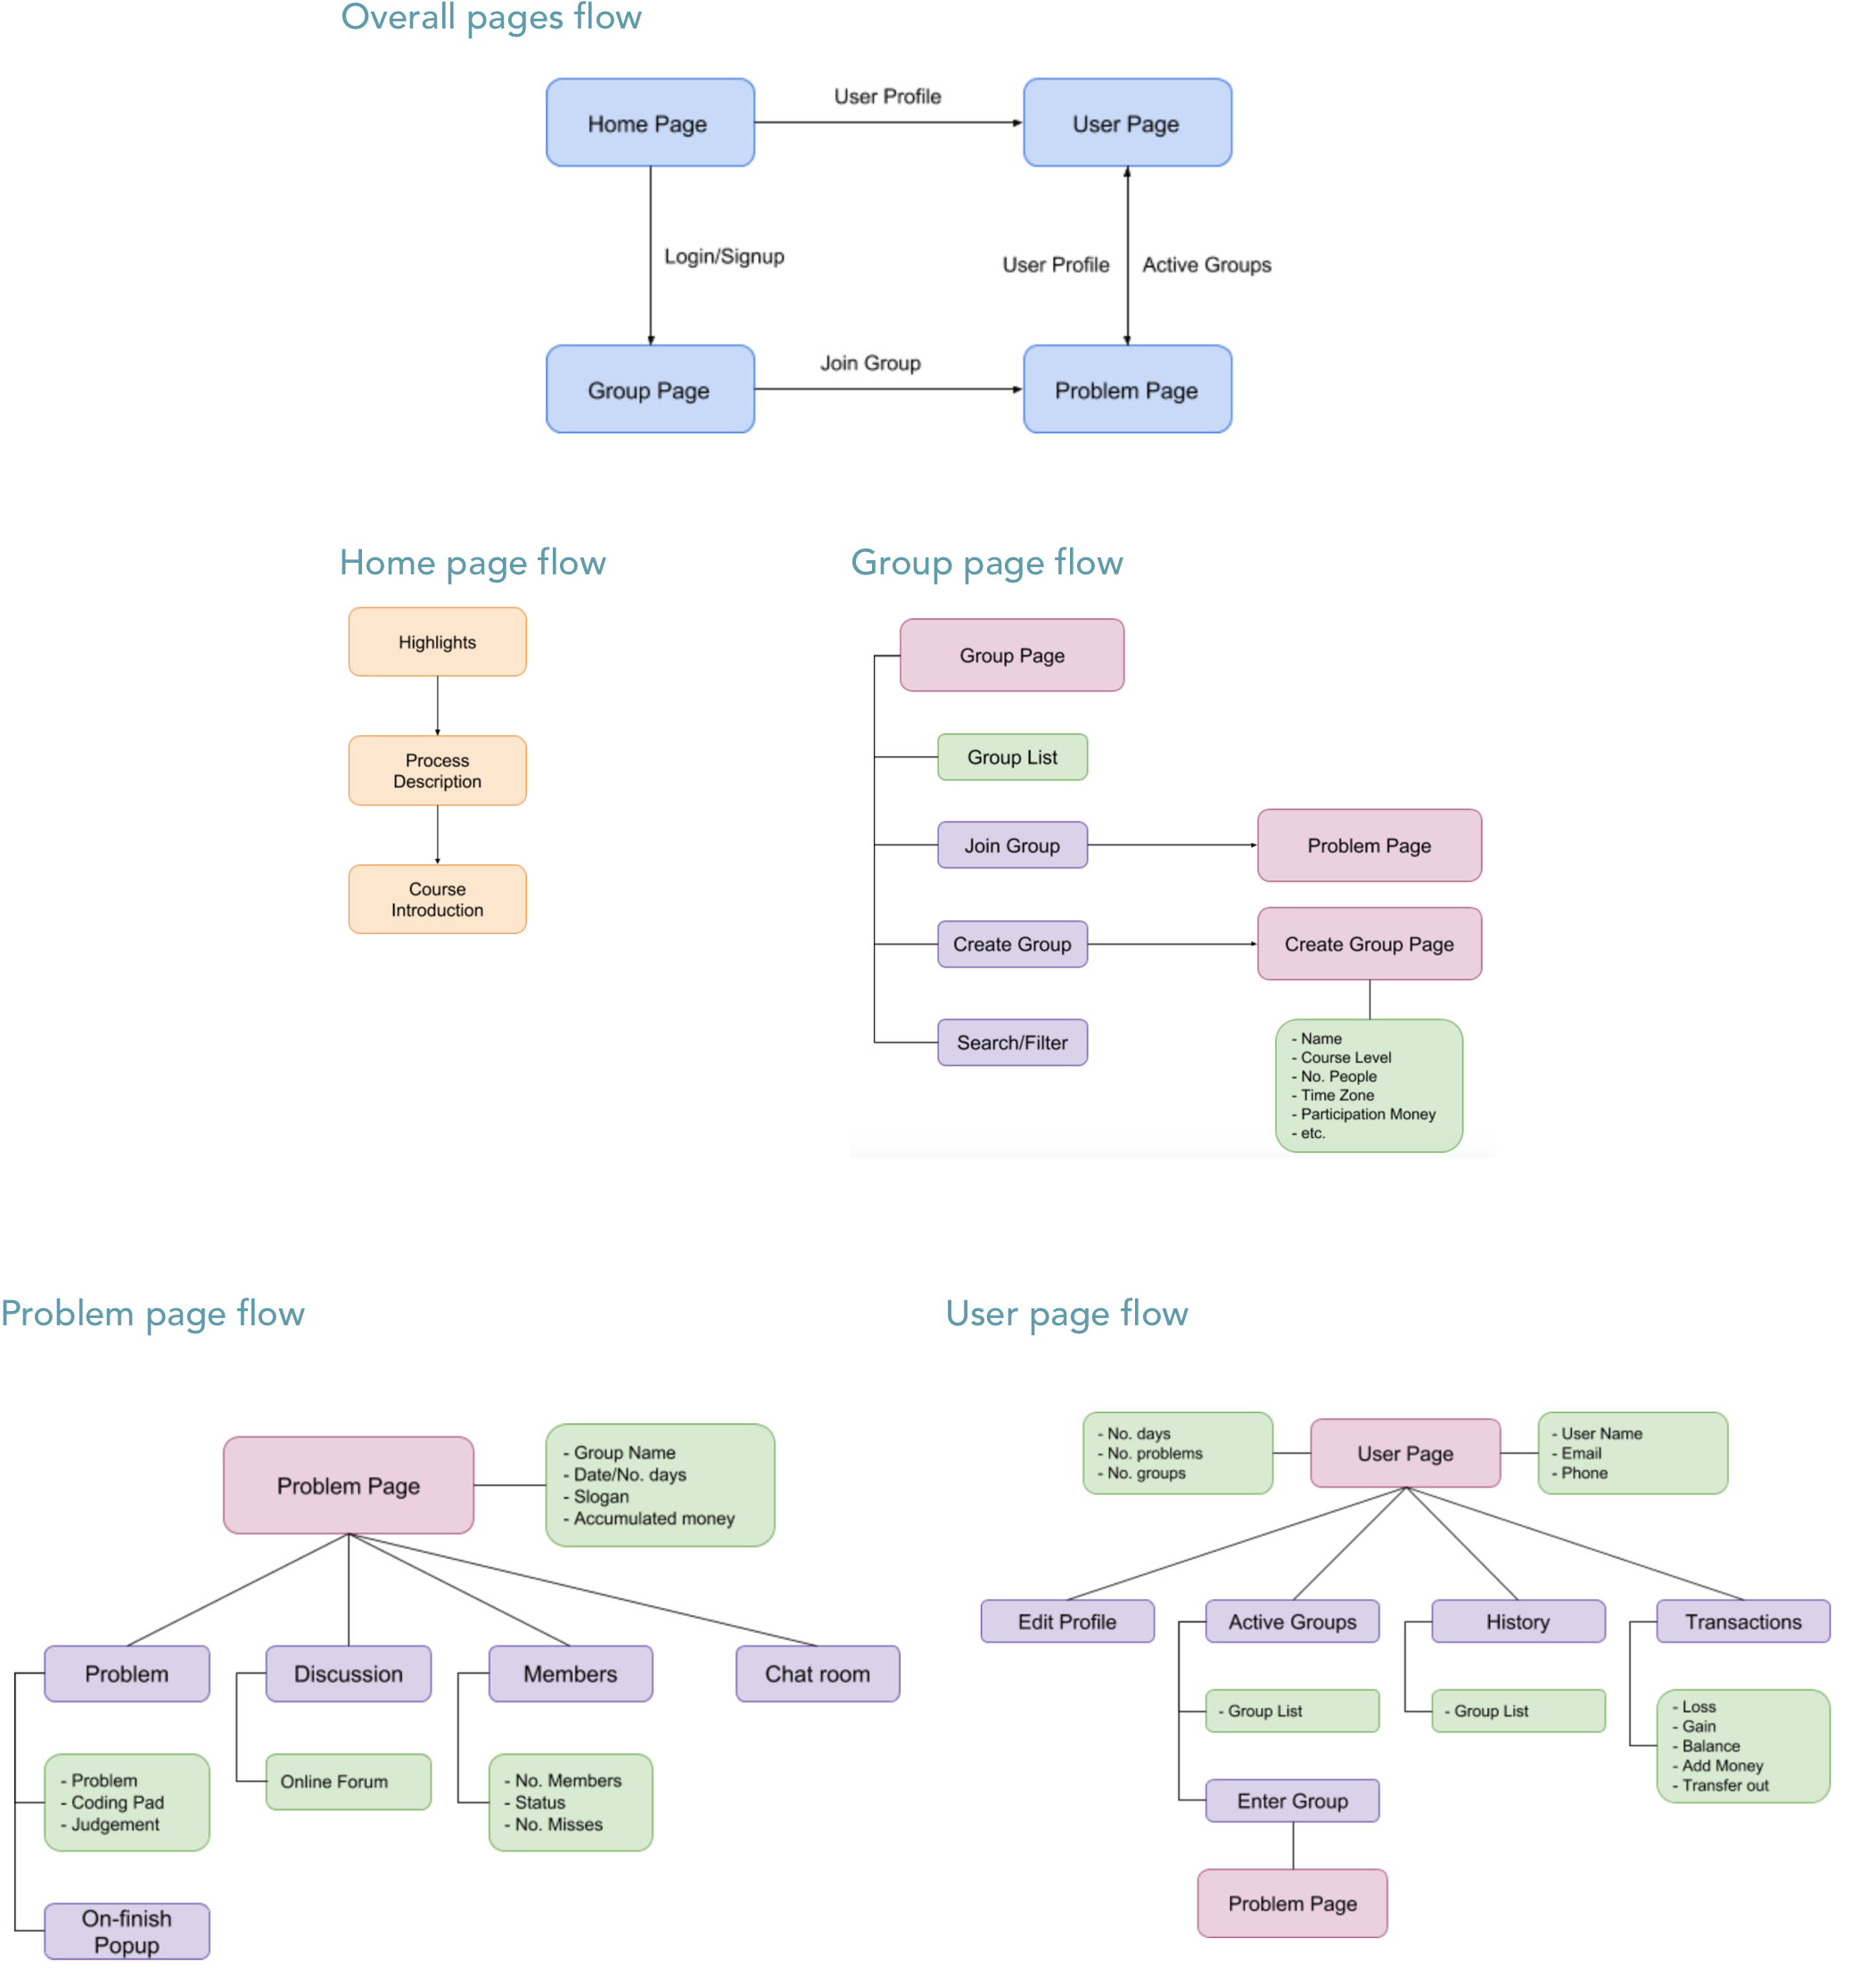 Overall pages flow
Home Page
User Profile
User Page
Login/Signup
User Profile
Active Groups
Group Page
Join Group
Problem Page
Home page flow
Highlights
Process
Description
Course
Introduction
Group page flow
Group Page
Group List
Join Group
Problem Page
Create Group
Create Group Page
Search/Filter
- Name
- Course Level
- No. People
- Time Zone
- Participation Money
- etc.
Problem page flow
Problem Page
- Group Name
- Date/No. days
- Slogan
- Accumulated money
Problem
Discussion
Members
Chat room
- Problem
- Coding Pad
- Judgement
Online Forum
- No. Members
- Status
- No. Misses
On-finish
Popup
User page flow
- No. days
- No. problems
- No. groups
User Page
- User Name
- Email
- Phone
Edit Profile
Active Groups
History
Transactions
- Group List
- Group List
- Loss
- Gain
- Balance
- Add Money
- Transfer out
Enter Group
Problem Page